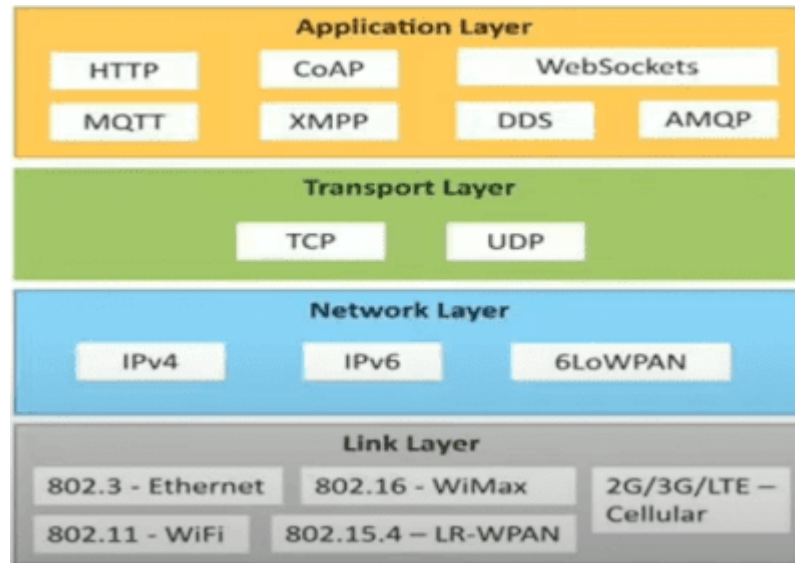 Application Layer
HTTP
CoAP
WebSockets
MQTT
XMPP
DDS
AMQP
Transport Layer
TCP
UDP
Network Layer
IPv4
IPv6
6LoWPAN
Link Layer
802.3 - Ethernet
802.16 - WiMax
2G/3G/LTE –
Cellular
802.11 - WiFi
802.15.4 – LR-WPAN